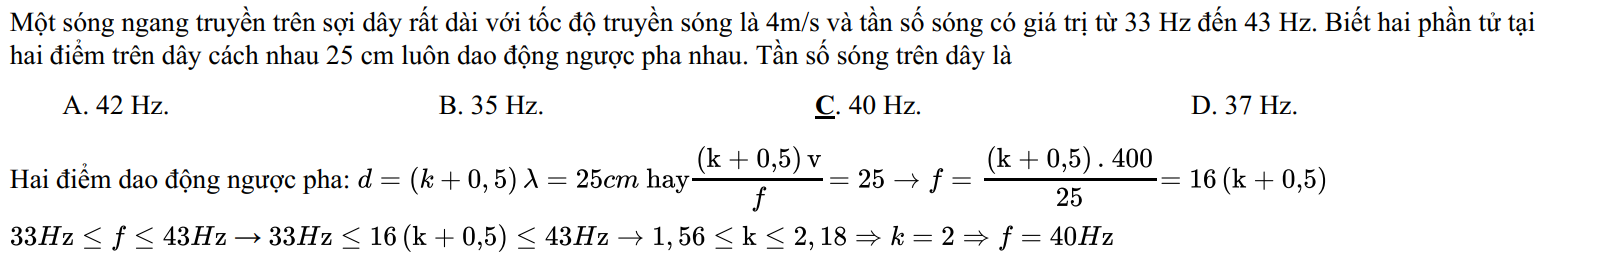 Một sóng ngang truyền trên sợi dây rất dài với tốc độ truyền sóng là 4m/s và tần số sóng có giá trị từ 33 Hz đến 43 Hz. Biết hai phần tử tại
hai điểm trên dây cách nhau 25 cm luôn dao động ngược pha nhau. Tần số sóng trên dây là
A. 42 Hz. B. 35 Hz. C. 40 Hz. D. 37 Hz.
Hai điểm dao động ngược pha: d = (k + 0, 5) λ = 25cm hay (k + 0,5) v / f = 25 → f = (k + 0,5) . 400 / 25 = 16 (k + 0,5)
33Hz ≤ f ≤ 43Hz → 33Hz ≤ 16 (k + 0,5) ≤ 43Hz → 1, 56 ≤ k ≤ 2, 18 ⇒ k = 2 ⇒ f = 40Hz